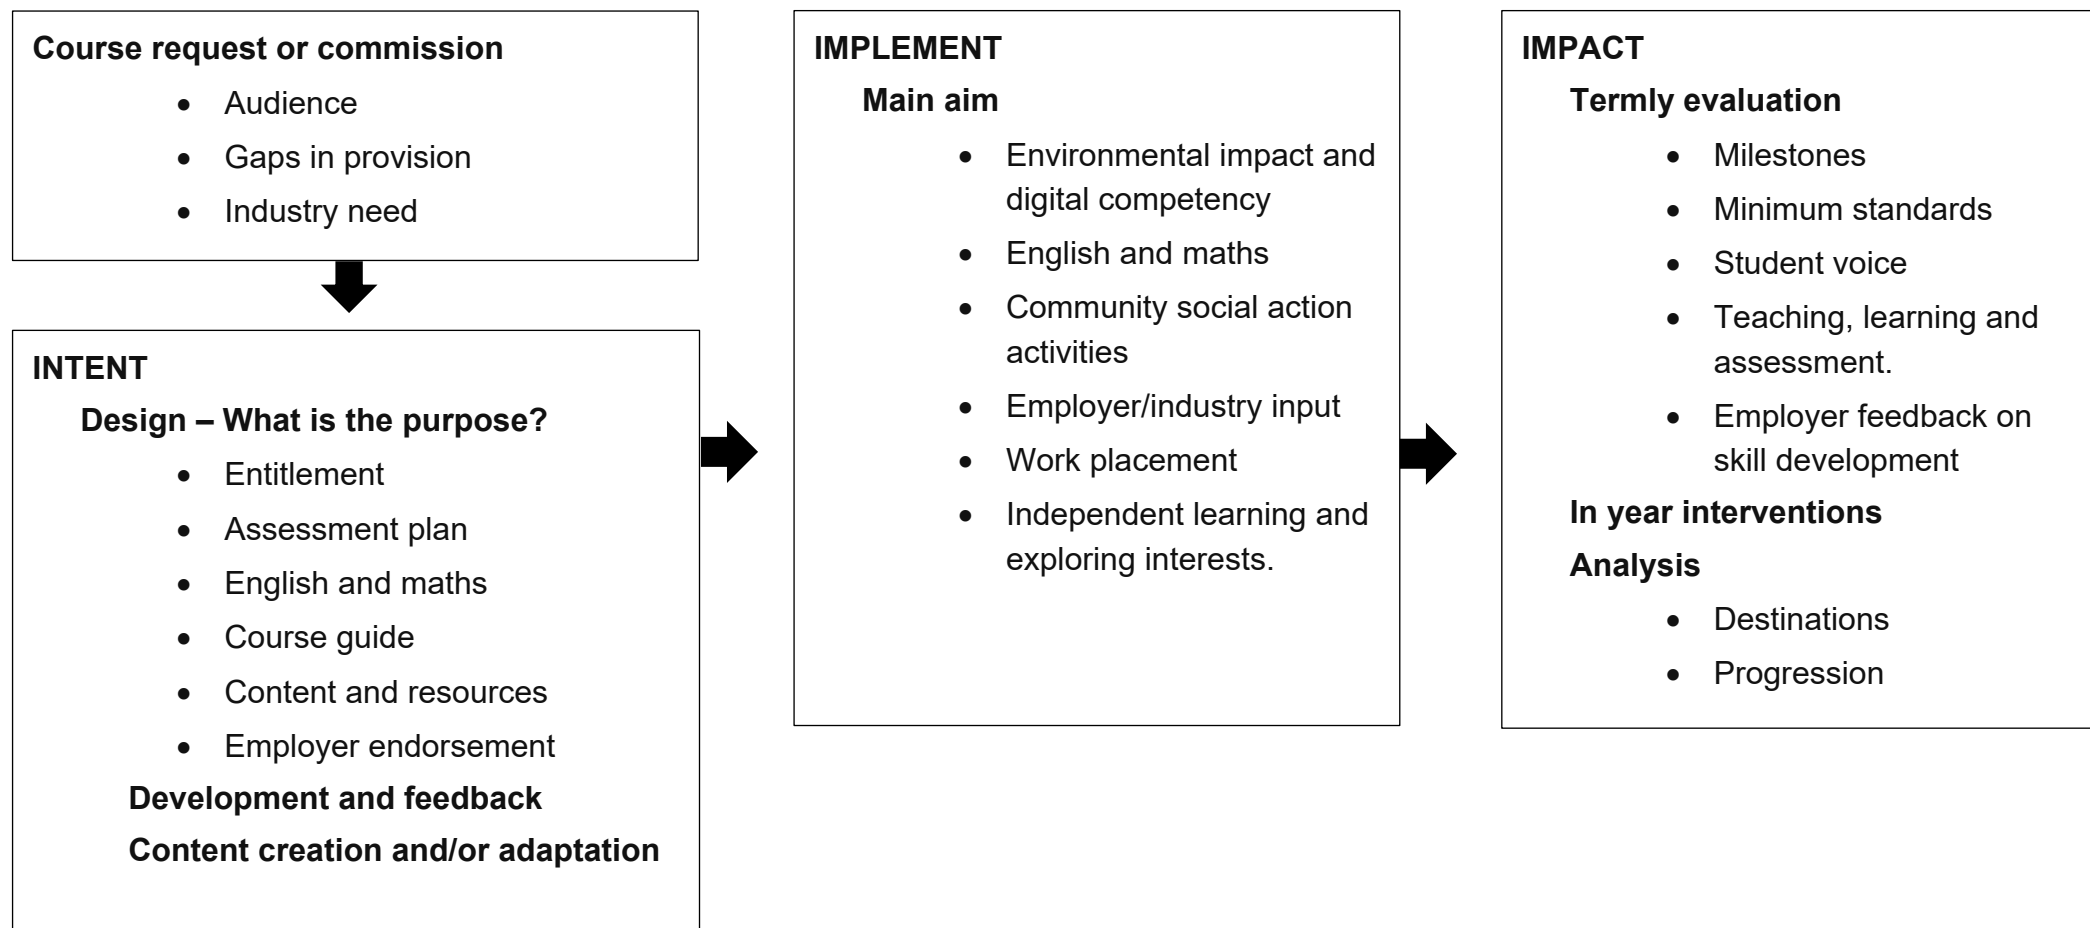 Course request or commission
• Audience
• Gaps in provision
• Industry need
INTENT
Design – What is the purpose?
• Entitlement
• Assessment plan
• English and maths
• Course guide
• Content and resources
• Employer endorsement
Development and feedback
Content creation and/or adaptation
IMPLEMENT
Main aim
• Environmental impact and
digital competency
• English and maths
• Community social action
activities
• Employer/industry input
• Work placement
• Independent learning and
exploring interests.
IMPACT
Termly evaluation
• Milestones
• Minimum standards
• Student voice
• Teaching, learning and
assessment.
• Employer feedback on
skill development
In year interventions
Analysis
• Destinations
• Progression